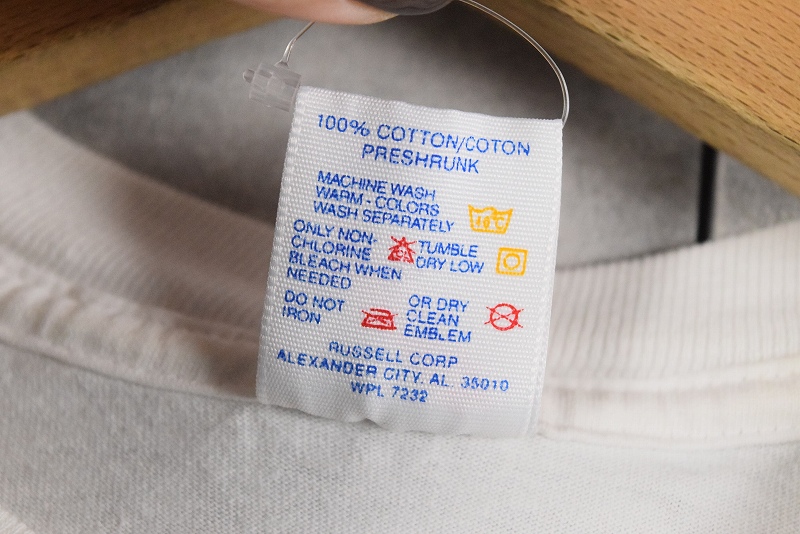 100% COTTON/COTON
PRESHRUNK
MACHINE WASH
WARM - COLORS
WASH SEPARATELY
ONLY NON-
CHLORINE
BLEACH WHEN
NEEDED
TUMBLE
DRY LOW
DO NOT
IRON
OR DRY
CLEAN
EMBLEM
RUSSELL CORP
ALEXANDER CITY, AL. 35010
WPL 7232